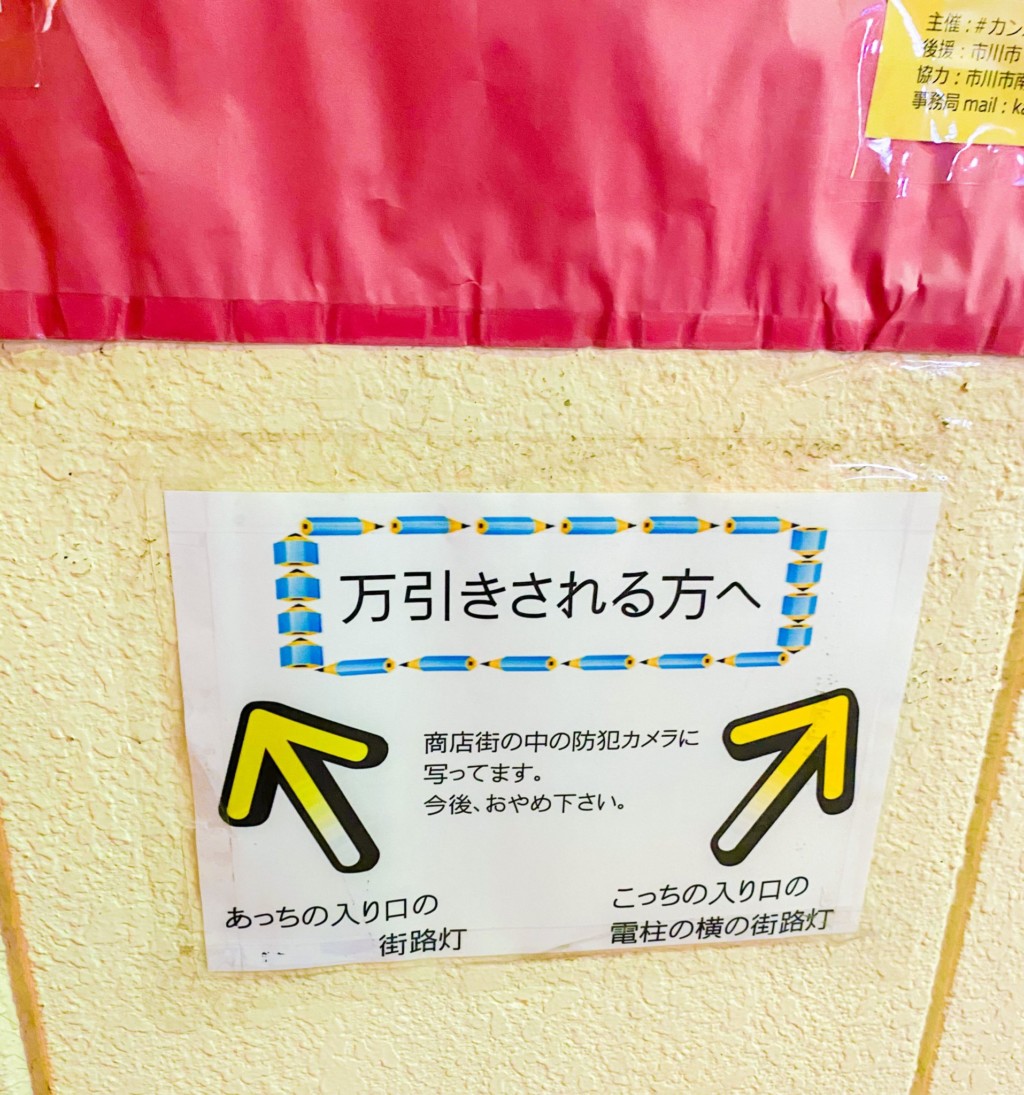 主催：#カン
後援：市川市
協力：市川市南
事務局 mail：ka
万引きされる方へ
商店街の中の防犯カメラに
写ってます。
今後、おやめ下さい。
あっちの入り口の
街路灯
こっちの入り口の
電柱の横の街路灯